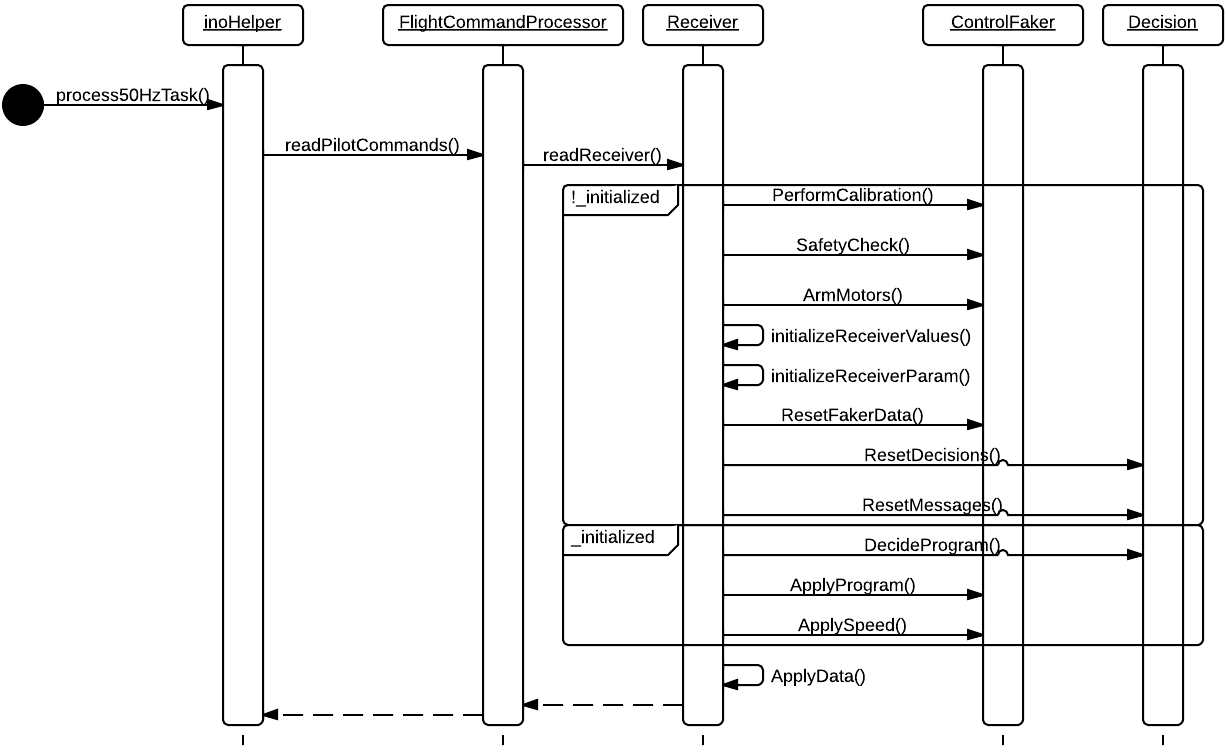 inoHelper
FlightCommandProcessor
Receiver
ControlFaker
Decision
process50HzTask()
readPilotCommands()
readReceiver()
!_initialized
PerformCalibration()
SafetyCheck()
ArmMotors()
initializeReceiverValues()
initializeReceiverParam()
ResetFakerData()
ResetDecisions()
ResetMessages()
_initialized
DecideProgram()
ApplyProgram()
ApplySpeed()
ApplyData()